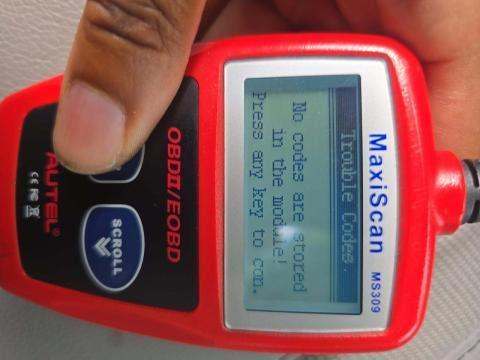 MaxiScan MS309
Trouble Codes
No codes are stored
in the module!
Press any key to con.
OBDII/EOBD
SCROLL
AUTEL®
CE